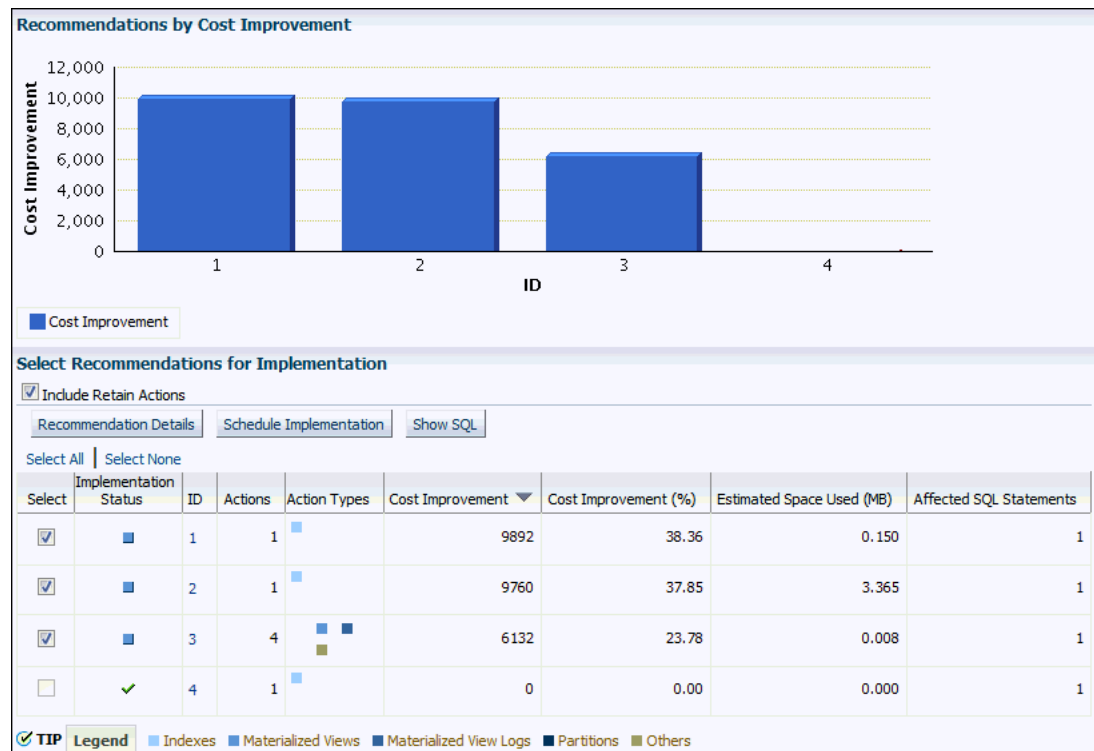 Recommendations by Cost Improvement
12,000
10,000
8,000
6,000
4,000
2,000
0
Cost Improvement
1 2 3 4
ID
Cost Improvement
Select Recommendations for Implementation
Include Retain Actions
Recommendation Details Schedule Implementation Show SQL
Select All Select None
Select Implementation Status ID Actions Action Types Cost Improvement Cost Improvement (%) Estimated Space Used (MB) Affected SQL Statements
1 1 9892 38.36 0.150 1
2 1 9760 37.85 3.365 1
3 4 6132 23.78 0.008 1
4 1 0 0.00 0.000 1
TIP Legend Indexes Materialized Views Materialized View Logs Partitions Others